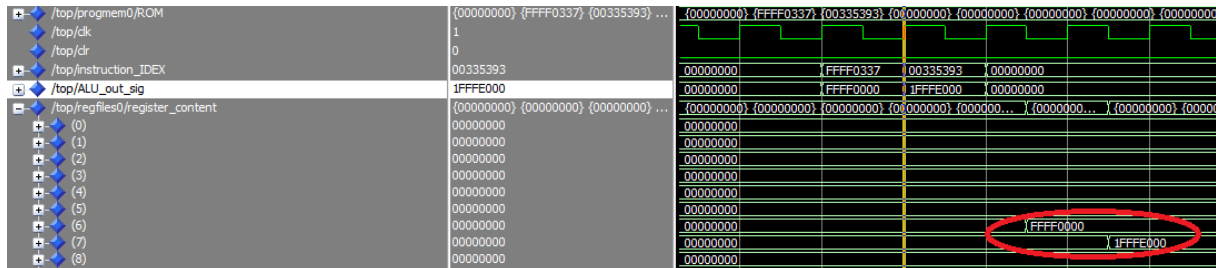 /top/progmem0/ROM {00000000} {FFFF0337} {00335393} ... {00000000} {FFFF0337} {00335393} {00000000} {00000000} {00000000} {00000000} {0000000
/top/clk 1
/top/clr 0
/top/instruction_IDEX 00335393 00000000 FFFF0337 00335393 00000000
/top/ALU_out_sig 1FFFE000 00000000 FFFF0000 1FFFE000 00000000
/top/regfiles0/register_content {00000000} {00000000} {00000000} ... {00000000} {00000000} {00000000} {00000000} {000000... {0000000... {00000000} {00000
(0) 00000000 00000000
(1) 00000000 00000000
(2) 00000000 00000000
(3) 00000000 00000000
(4) 00000000 00000000
(5) 00000000 00000000
(6) 00000000 00000000 FFFF0000
(7) 00000000 00000000 1FFFE000
(8) 00000000 00000000